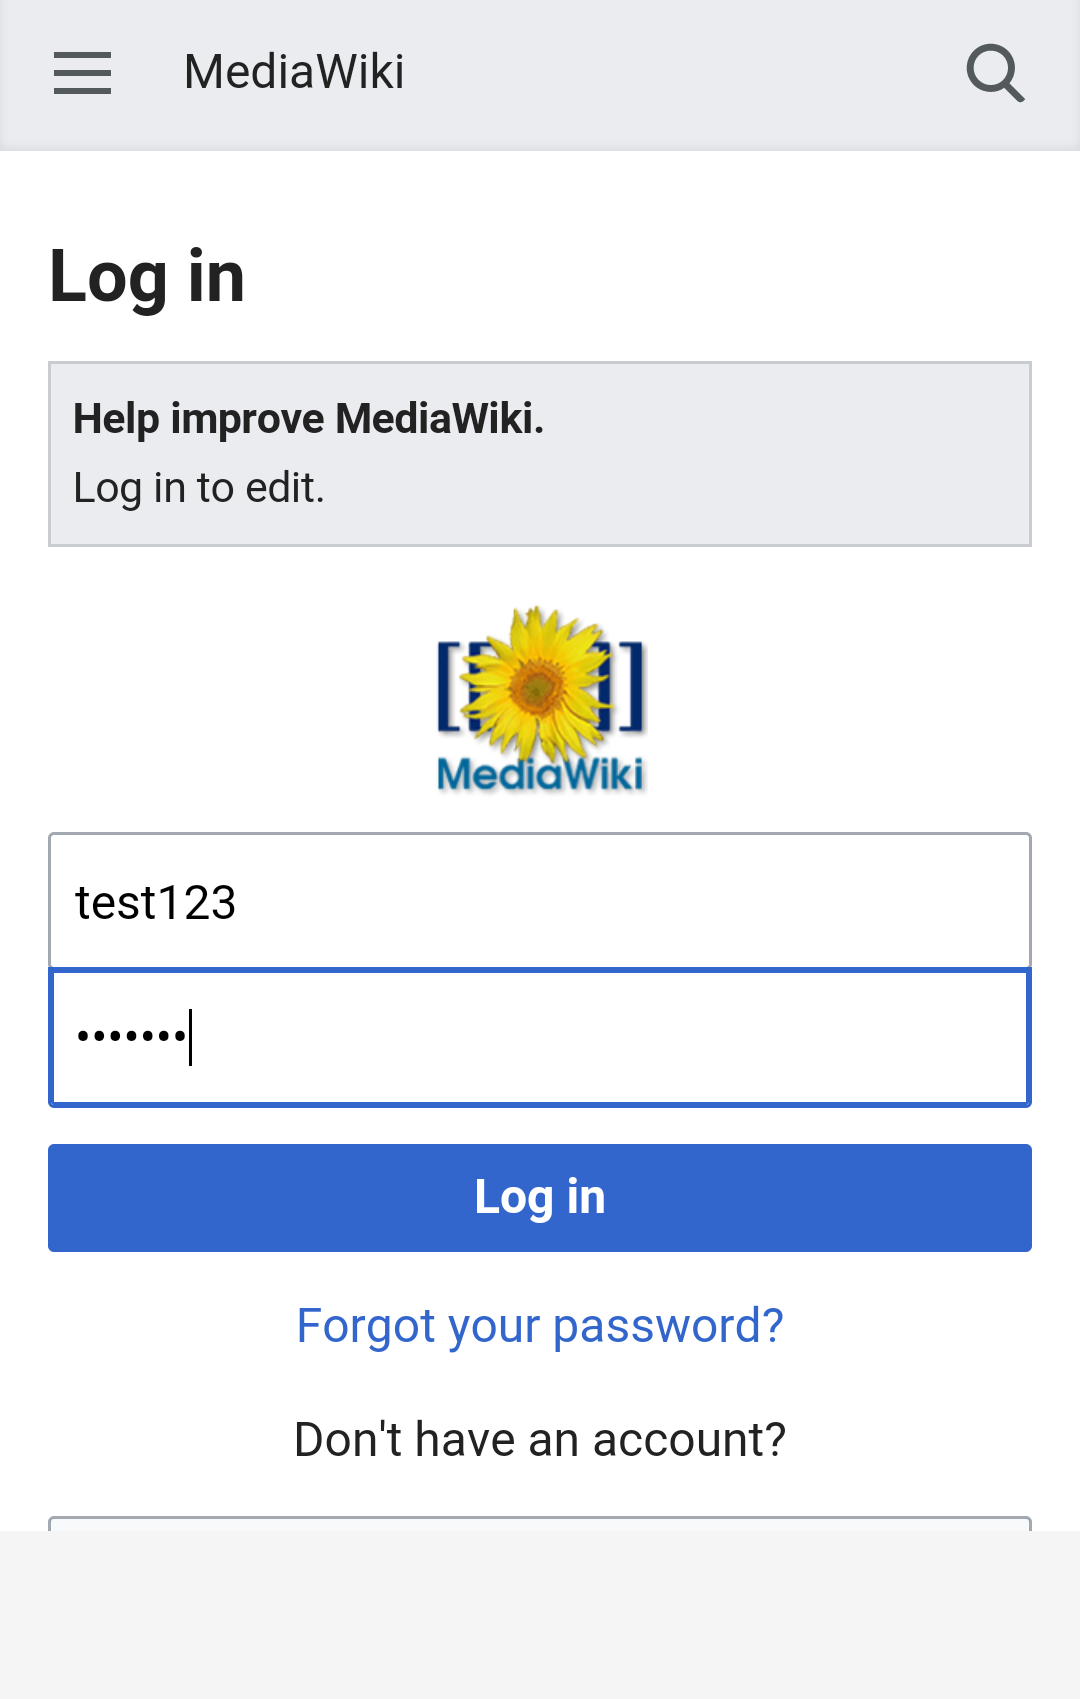 MediaWiki
Log in
Help improve MediaWiki.
Log in to edit.
[[ ]]
MediaWiki
test123
•••••••
Log in
Forgot your password?
Don't have an account?